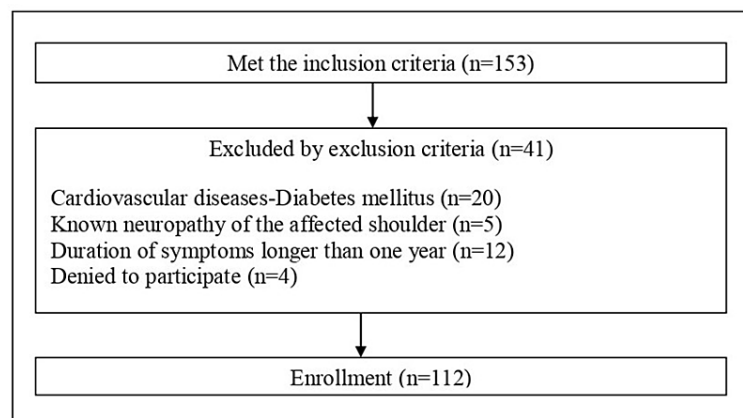 Met the inclusion criteria (n=153)
Excluded by exclusion criteria (n=41)
Cardiovascular diseases-Diabetes mellitus (n=20)
Known neuropathy of the affected shoulder (n=5)
Duration of symptoms longer than one year (n=12)
Denied to participate (n=4)
Enrollment (n=112)